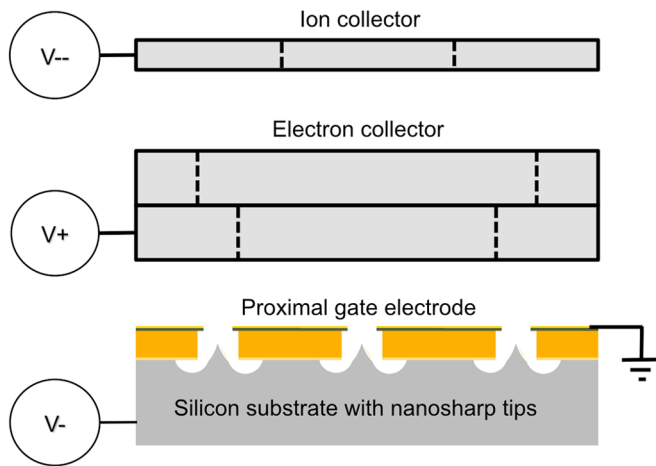 Ion collector
V--
Electron collector
V+
Proximal gate electrode
Silicon substrate with nanosharp tips
V-